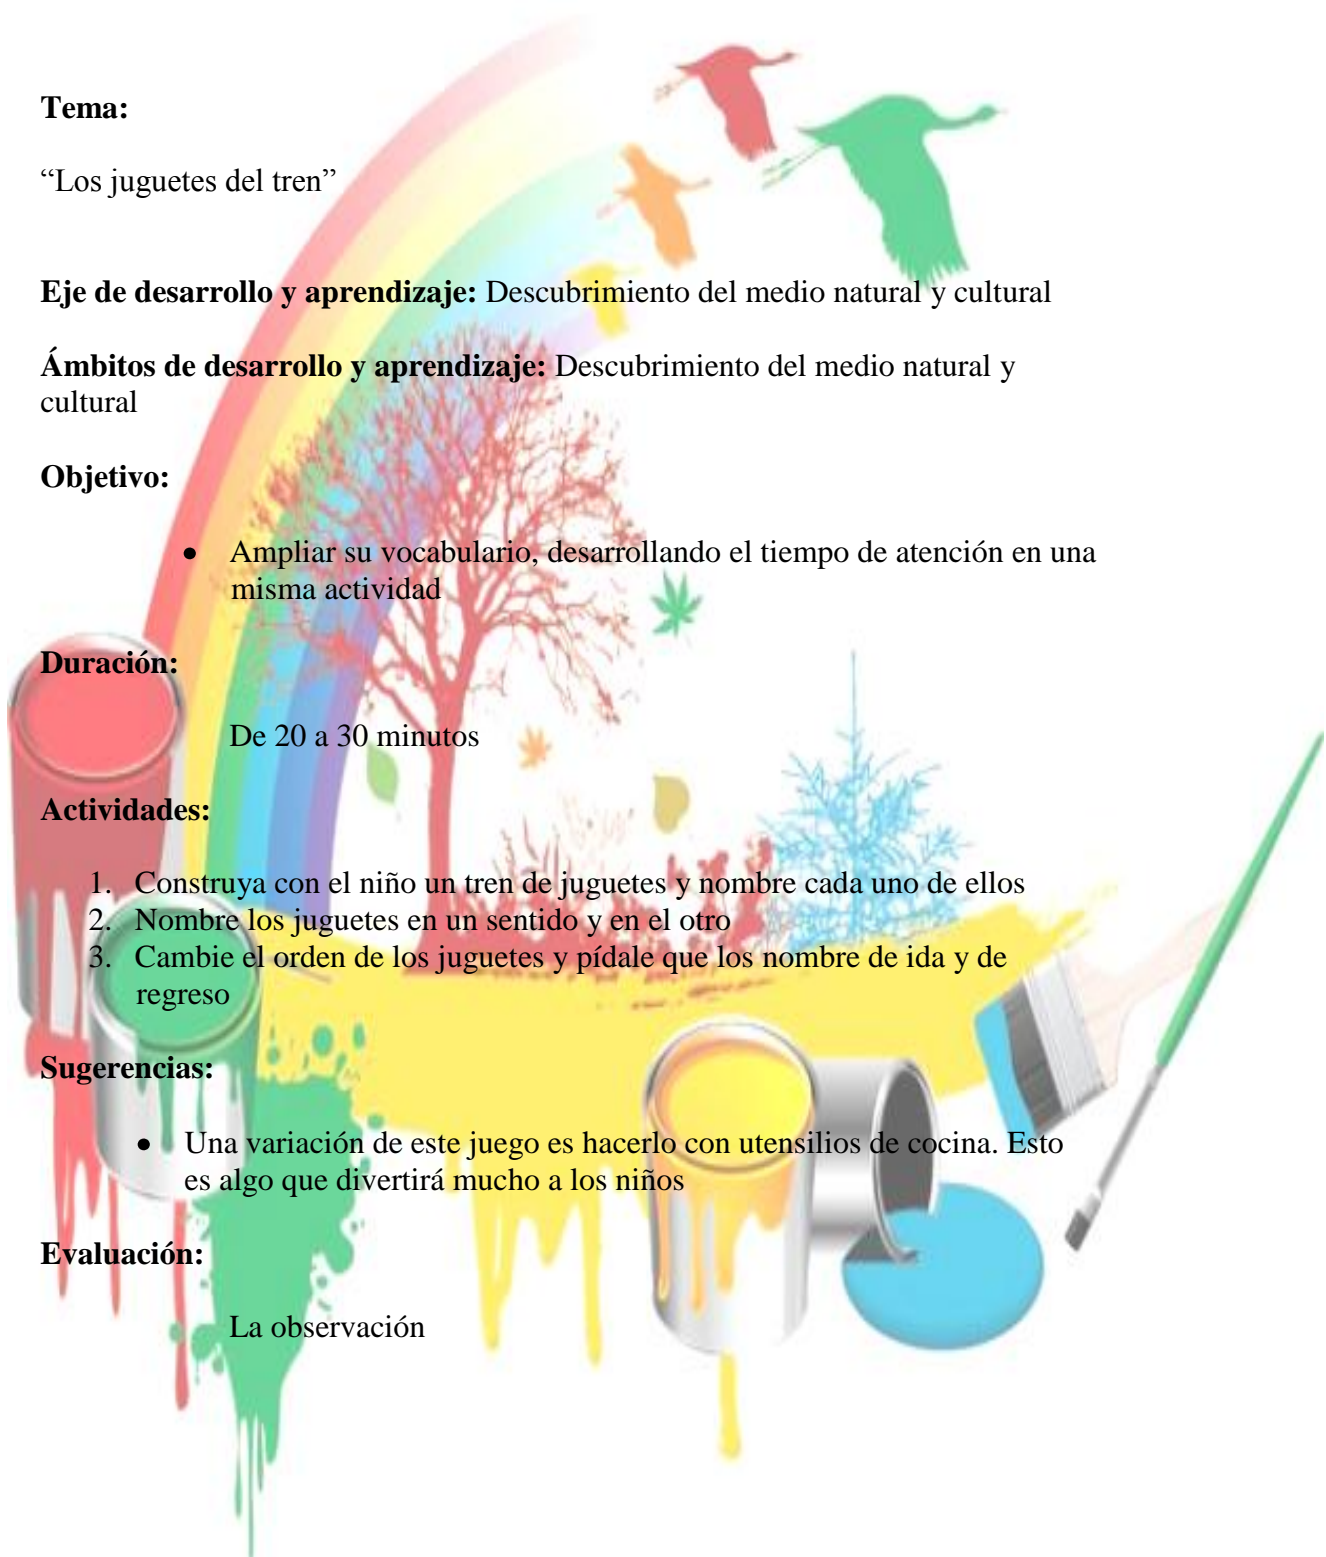 Tema:
“Los juguetes del tren”
Eje de desarrollo y aprendizaje: Descubrimiento del medio natural y cultural
Ámbitos de desarrollo y aprendizaje: Descubrimiento del medio natural y
cultural
Objetivo:
• Ampliar su vocabulario, desarrollando el tiempo de atención en una
misma actividad
Duración:
De 20 a 30 minutos
Actividades:
1. Construya con el niño un tren de juguetes y nombre cada uno de ellos
2. Nombre los juguetes en un sentido y en el otro
3. Cambie el orden de los juguetes y pídale que los nombre de ida y de
regreso
Sugerencias:
• Una variación de este juego es hacerlo con utensilios de cocina. Esto
es algo que divertirá mucho a los niños
Evaluación:
La observación